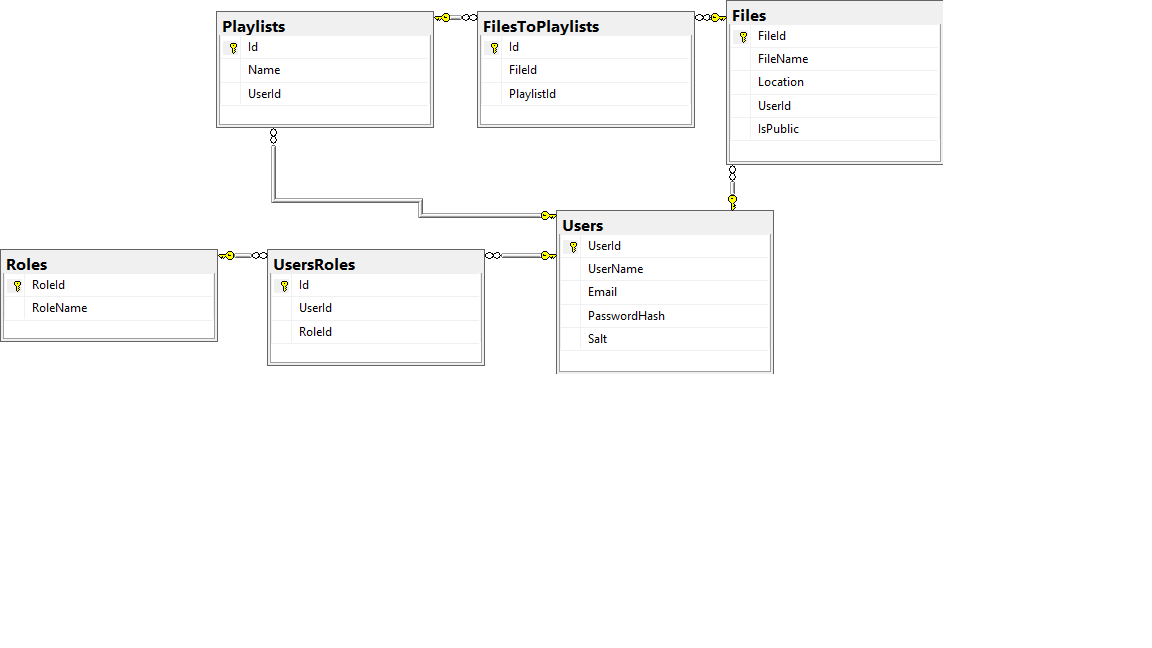 Playlists
Id
Name
UserId
FilesToPlaylists
Id
FileId
PlaylistId
Files
FileId
FileName
Location
UserId
IsPublic
Roles
RoleId
RoleName
UsersRoles
Id
UserId
RoleId
Users
UserId
UserName
Email
PasswordHash
Salt